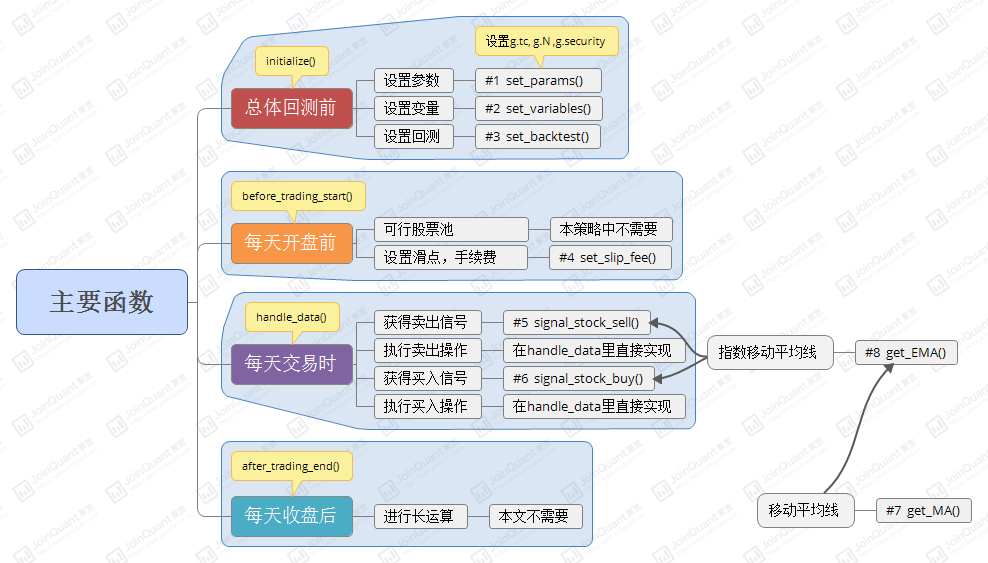 设置g.tc, g.N ,g.security
initialize()
设置参数
#1 set_params()
总体回测前
设置变量
#2 set_variables()
设置回测
#3 set_backtest()
before_trading_start()
可行股票池
本策略中不需要
每天开盘前
设置滑点，手续费
#4 set_slip_fee()
主要函数
handle_data()
获得卖出信号
#5 signal_stock_sell()
每天交易时
执行卖出操作
在handle_data里直接实现
指数移动平均线
#8 get_EMA()
获得买入信号
#6 signal_stock_buy()
执行买入操作
在handle_data里直接实现
after_trading_end()
每天收盘后
进行长运算
本文不需要
移动平均线
#7 get_MA()
JoinQuant 聚宽